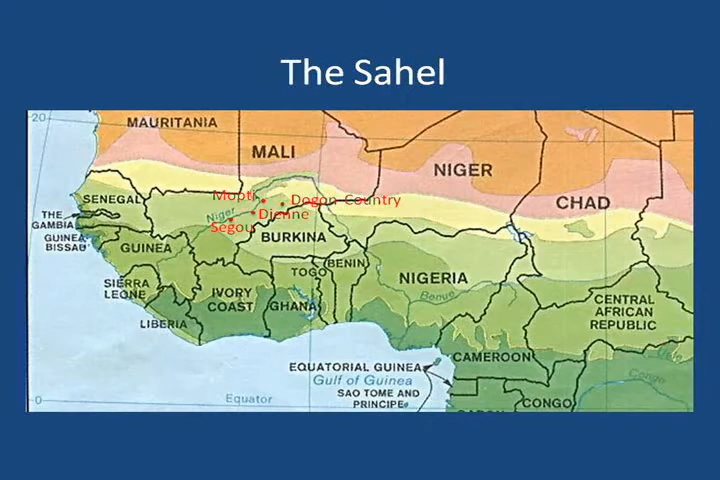 The Sahel
20
MAURITANIA
MALI
NIGER
CHAD
SENEGAL
Mopti
Dogon Country
Niger
Djenne
Segou
THE
GAMBIA
GUINEA
BISSAU
GUINEA
BURKINA
BENIN
TOGO
NIGERIA
SIERRA
LEONE
IVORY
COAST
GHANA
Benue
LIBERIA
CENTRAL
AFRICAN
REPUBLIC
CAMEROON
EQUATORIAL GUINEA
Gulf of Guinea
SAO TOME AND
PRINCIPE
Congo
CONGO
0
Equator